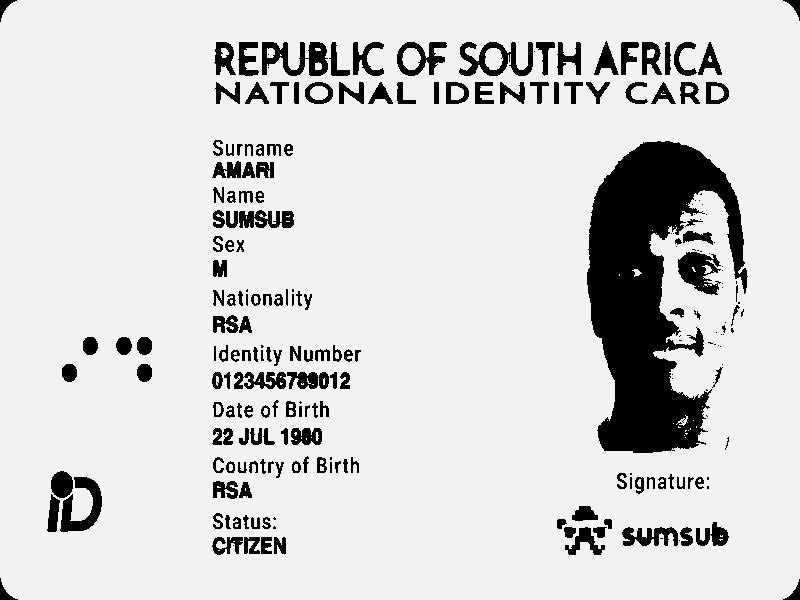 REPUBLIC OF SOUTH AFRICA
NATIONAL IDENTITY CARD
Surname
AMARI
Name
SUMSUB
Sex
M
Nationality
RSA
Identity Number
0123456789012
Date of Birth
22 JUL 1980
Country of Birth
RSA
Status:
CITIZEN
iD
Signature:
sumsub